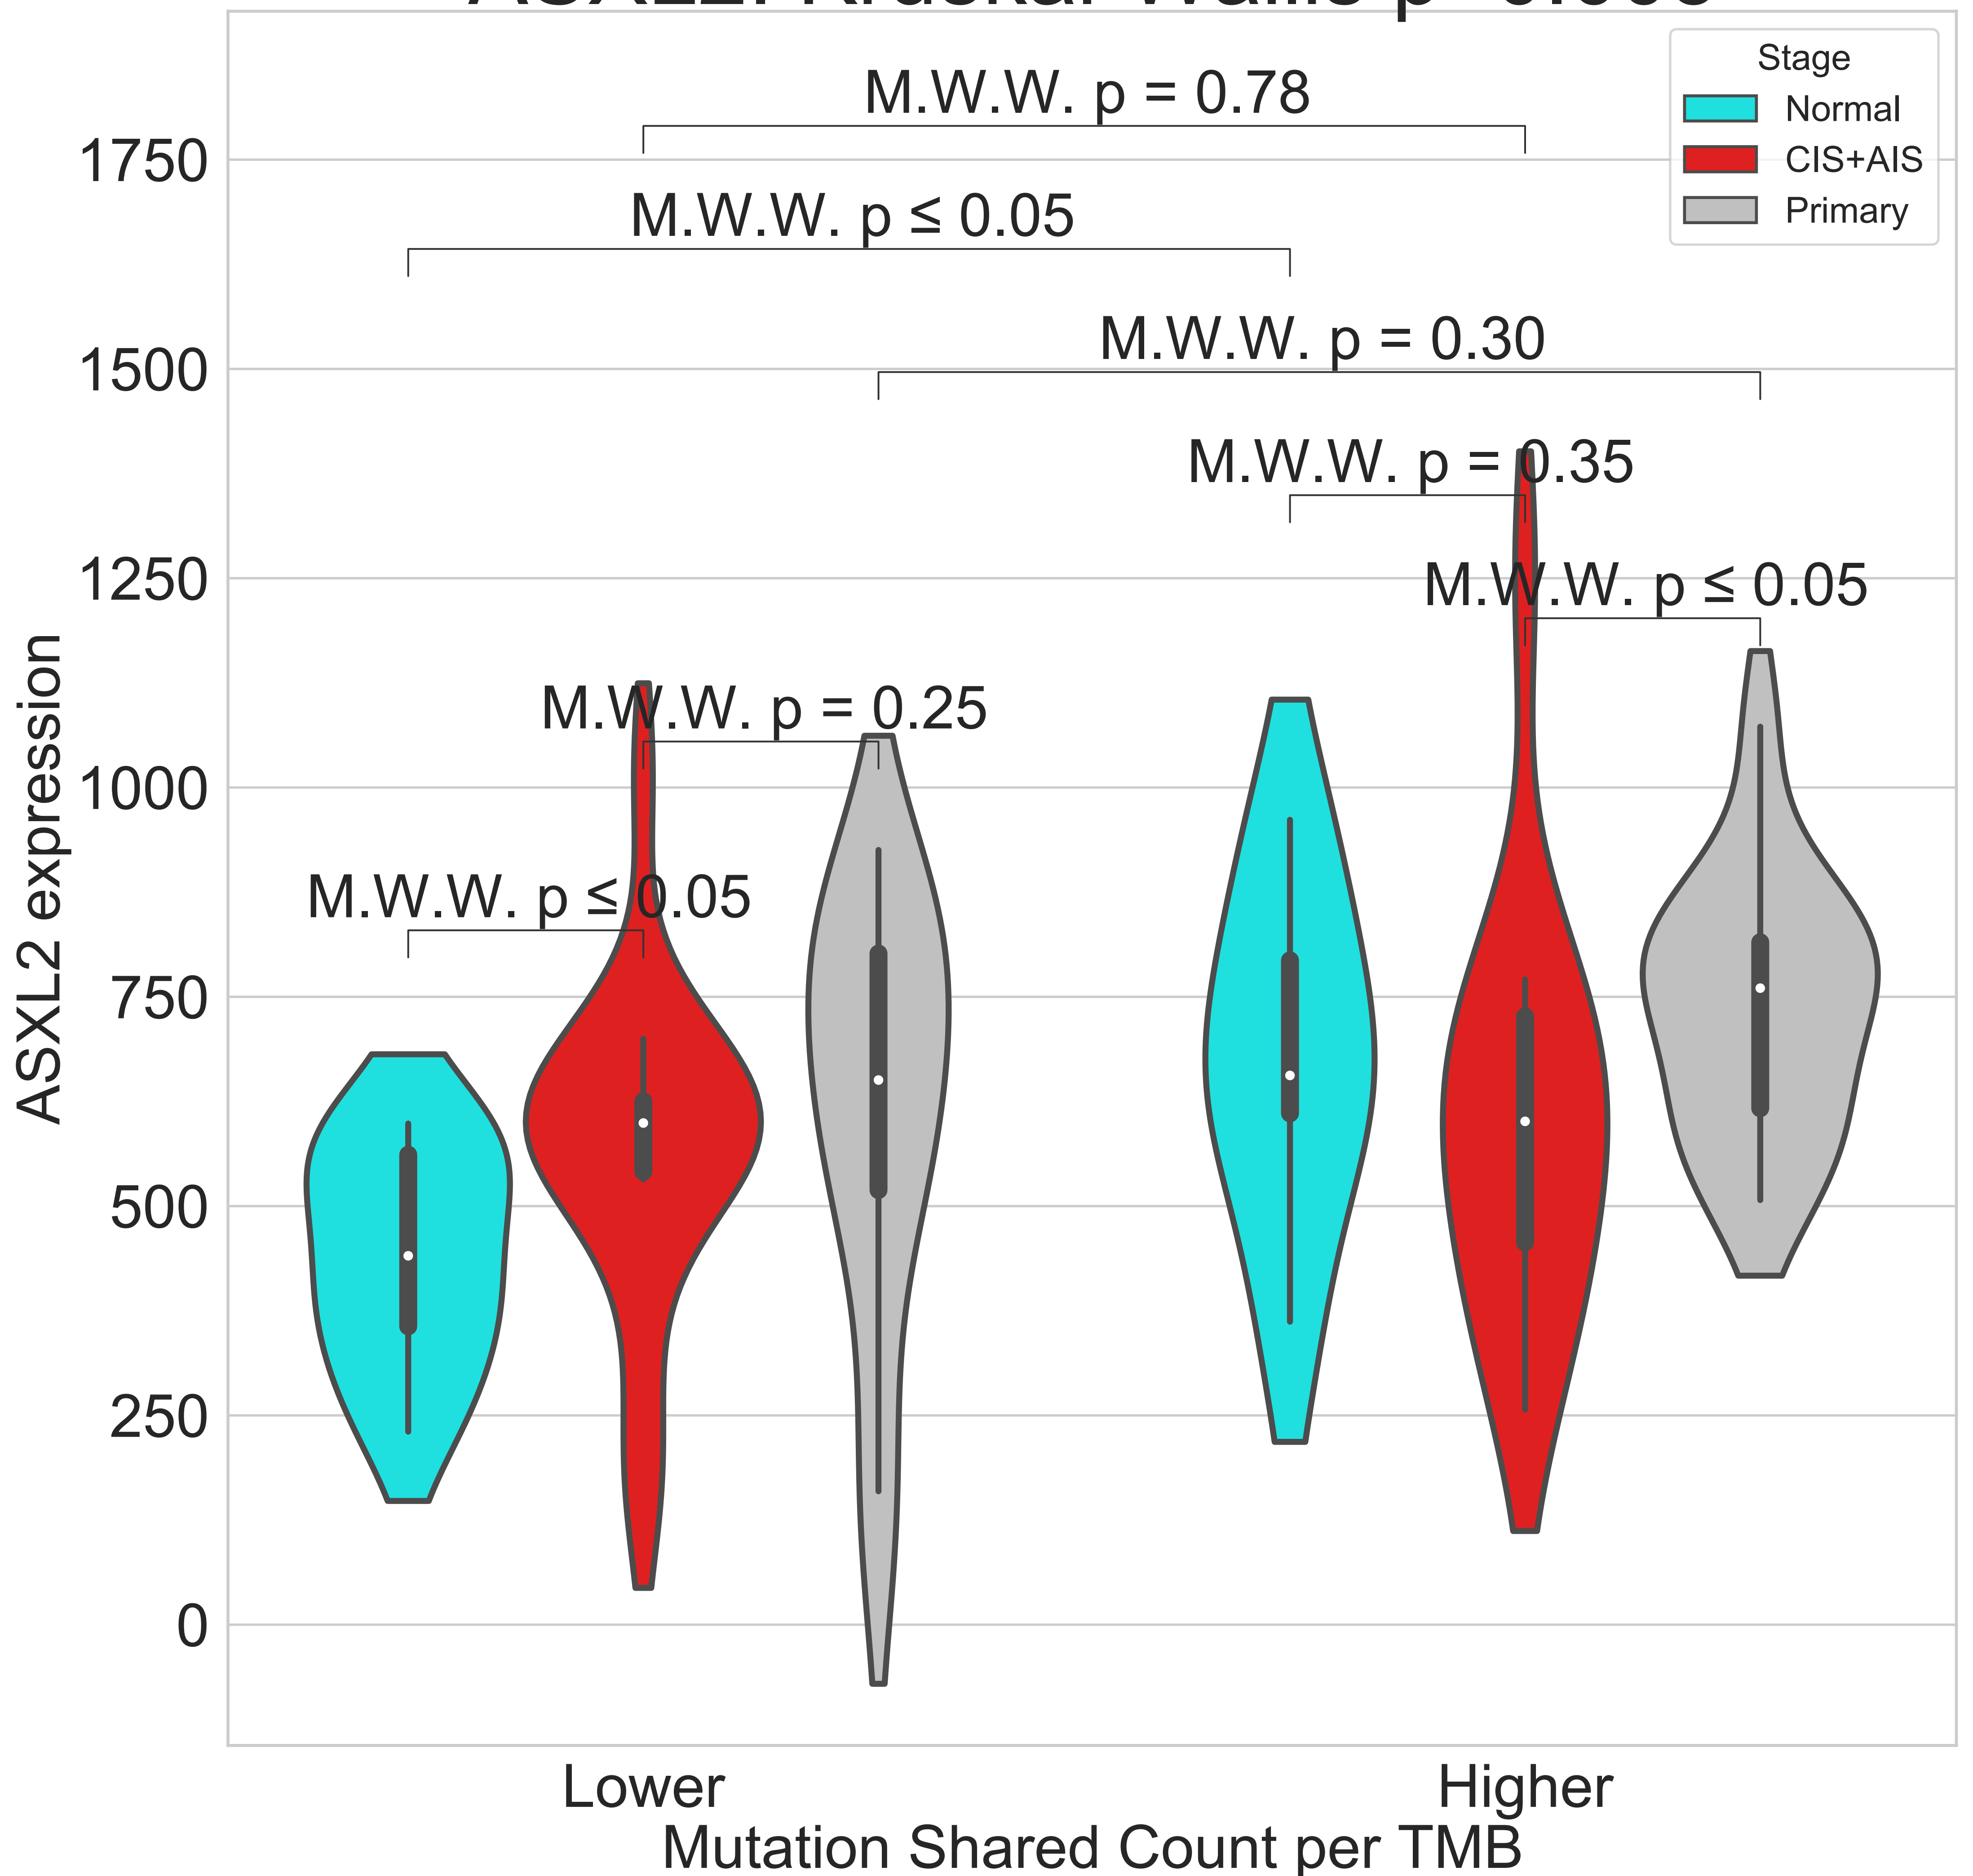 Stage
Normal
CIS+AIS
Primary
M.W.W. p = 0.78
M.W.W. p ≤ 0.05
M.W.W. p = 0.30
M.W.W. p = 0.35
M.W.W. p ≤ 0.05
M.W.W. p = 0.25
M.W.W. p ≤ 0.05
1750
1500
1250
1000
750
500
250
0
ASXL2 expression
Lower
Higher
Mutation Shared Count per TMB